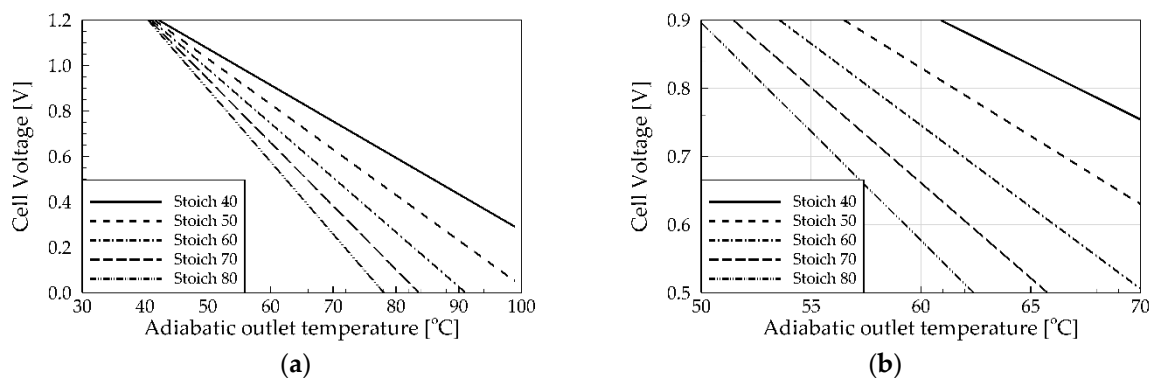 1.2
1.0
0.8
0.6
0.4
0.2
0.0
Cell Voltage [V]
Stoich 40
Stoich 50
Stoich 60
Stoich 70
Stoich 80
30 40 50 60 70 80 90 100
Adiabatic outlet temperature [°C]
(a)
0.9
0.8
0.7
0.6
0.5
Cell Voltage [V]
Stoich 40
Stoich 50
Stoich 60
Stoich 70
Stoich 80
50 55 60 65 70
Adiabatic outlet temperature [°C]
(b)